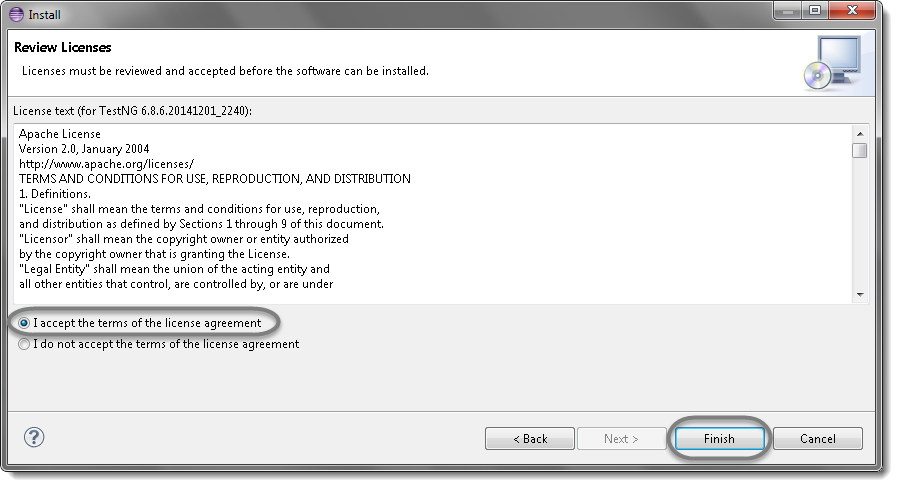 Install
Review Licenses
Licenses must be reviewed and accepted before the software can be installed.
License text (for TestNG 6.8.6.20141201_2240):
Apache License
Version 2.0, January 2004
http://www.apache.org/licenses/
TERMS AND CONDITIONS FOR USE, REPRODUCTION, AND DISTRIBUTION
1. Definitions.
"License" shall mean the terms and conditions for use, reproduction,
and distribution as defined by Sections 1 through 9 of this document.
"Licensor" shall mean the copyright owner or entity authorized
by the copyright owner that is granting the License.
"Legal Entity" shall mean the union of the acting entity and
all other entities that control, are controlled by, or are under
I accept the terms of the license agreement
I do not accept the terms of the license agreement
? < Back Next > Finish Cancel